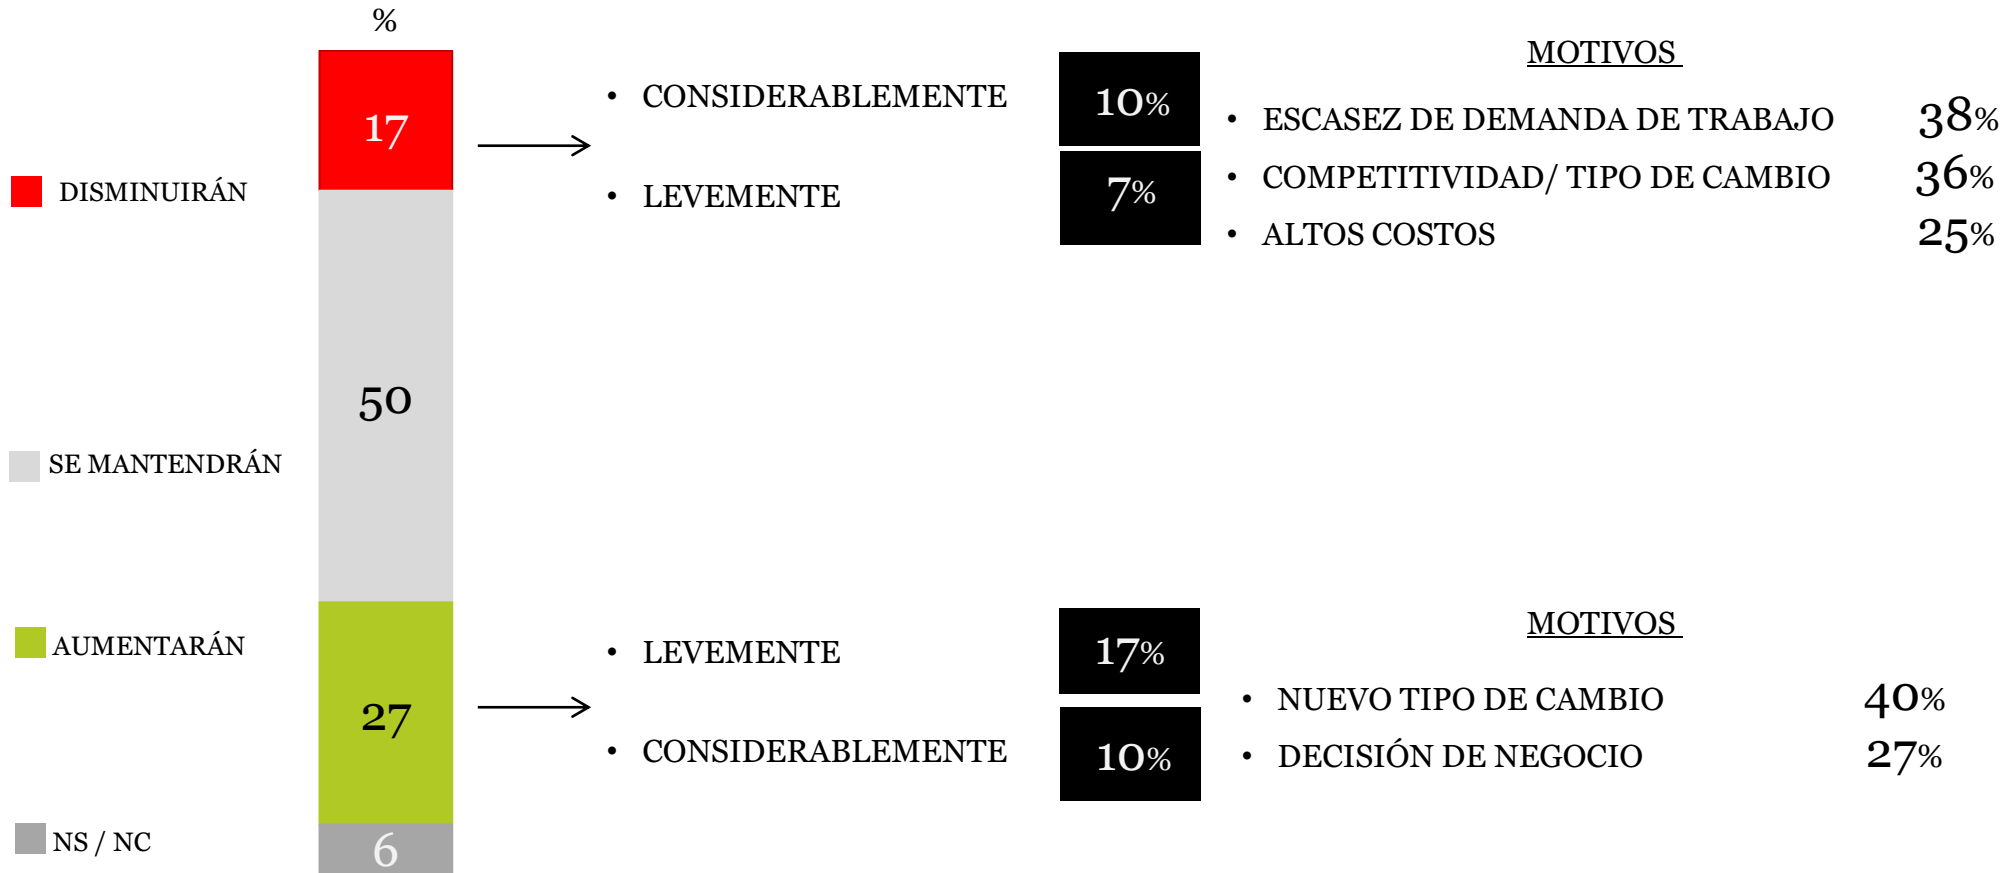 %
17
50
27
6
DISMINUIRÁN
SE MANTENDRÁN
AUMENTARÁN
NS / NC
• CONSIDERABLEMENTE 10%
• LEVEMENTE 7%
MOTIVOS
• ESCASEZ DE DEMANDA DE TRABAJO 38%
• COMPETITIVIDAD/ TIPO DE CAMBIO 36%
• ALTOS COSTOS 25%
• LEVEMENTE 17%
• CONSIDERABLEMENTE 10%
MOTIVOS
• NUEVO TIPO DE CAMBIO 40%
• DECISIÓN DE NEGOCIO 27%